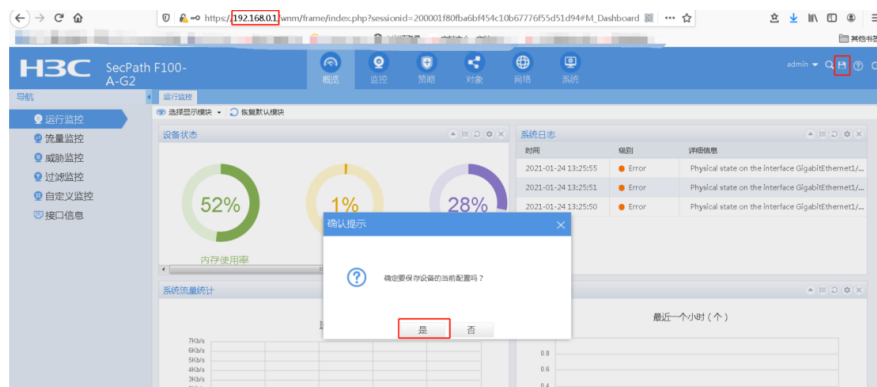 https://192.168.0.1/wnm/frame/index.php?sessionid=200001f80fba6bf454c10b67776f55d51d94#M_Dashboard
其他书签
H3C SecPath F100-A-G2
概览 监控 策略 对象 网络 系统
admin
导航
运行监控
流量监控
威胁监控
过滤监控
自定义监控
接口信息
运行监控
选择显示模块 恢复默认模块
设备状态
52%
1%
28%
内存使用率
系统日志
时间 级别 详细信息
2021-01-24 13:25:55 Error Physical state on the interface GigabitEthernet1/...
2021-01-24 13:25:51 Error Physical state on the interface GigabitEthernet1/...
2021-01-24 13:25:50 Error Physical state on the interface GigabitEthernet1/...
确认提示
确定要保存设备的当前配置吗？
是 否
系统流量统计
7Kb/s
6Kb/s
5Kb/s
4Kb/s
3Kb/s
最近一个小时（个）
0.8
0.6
0.4